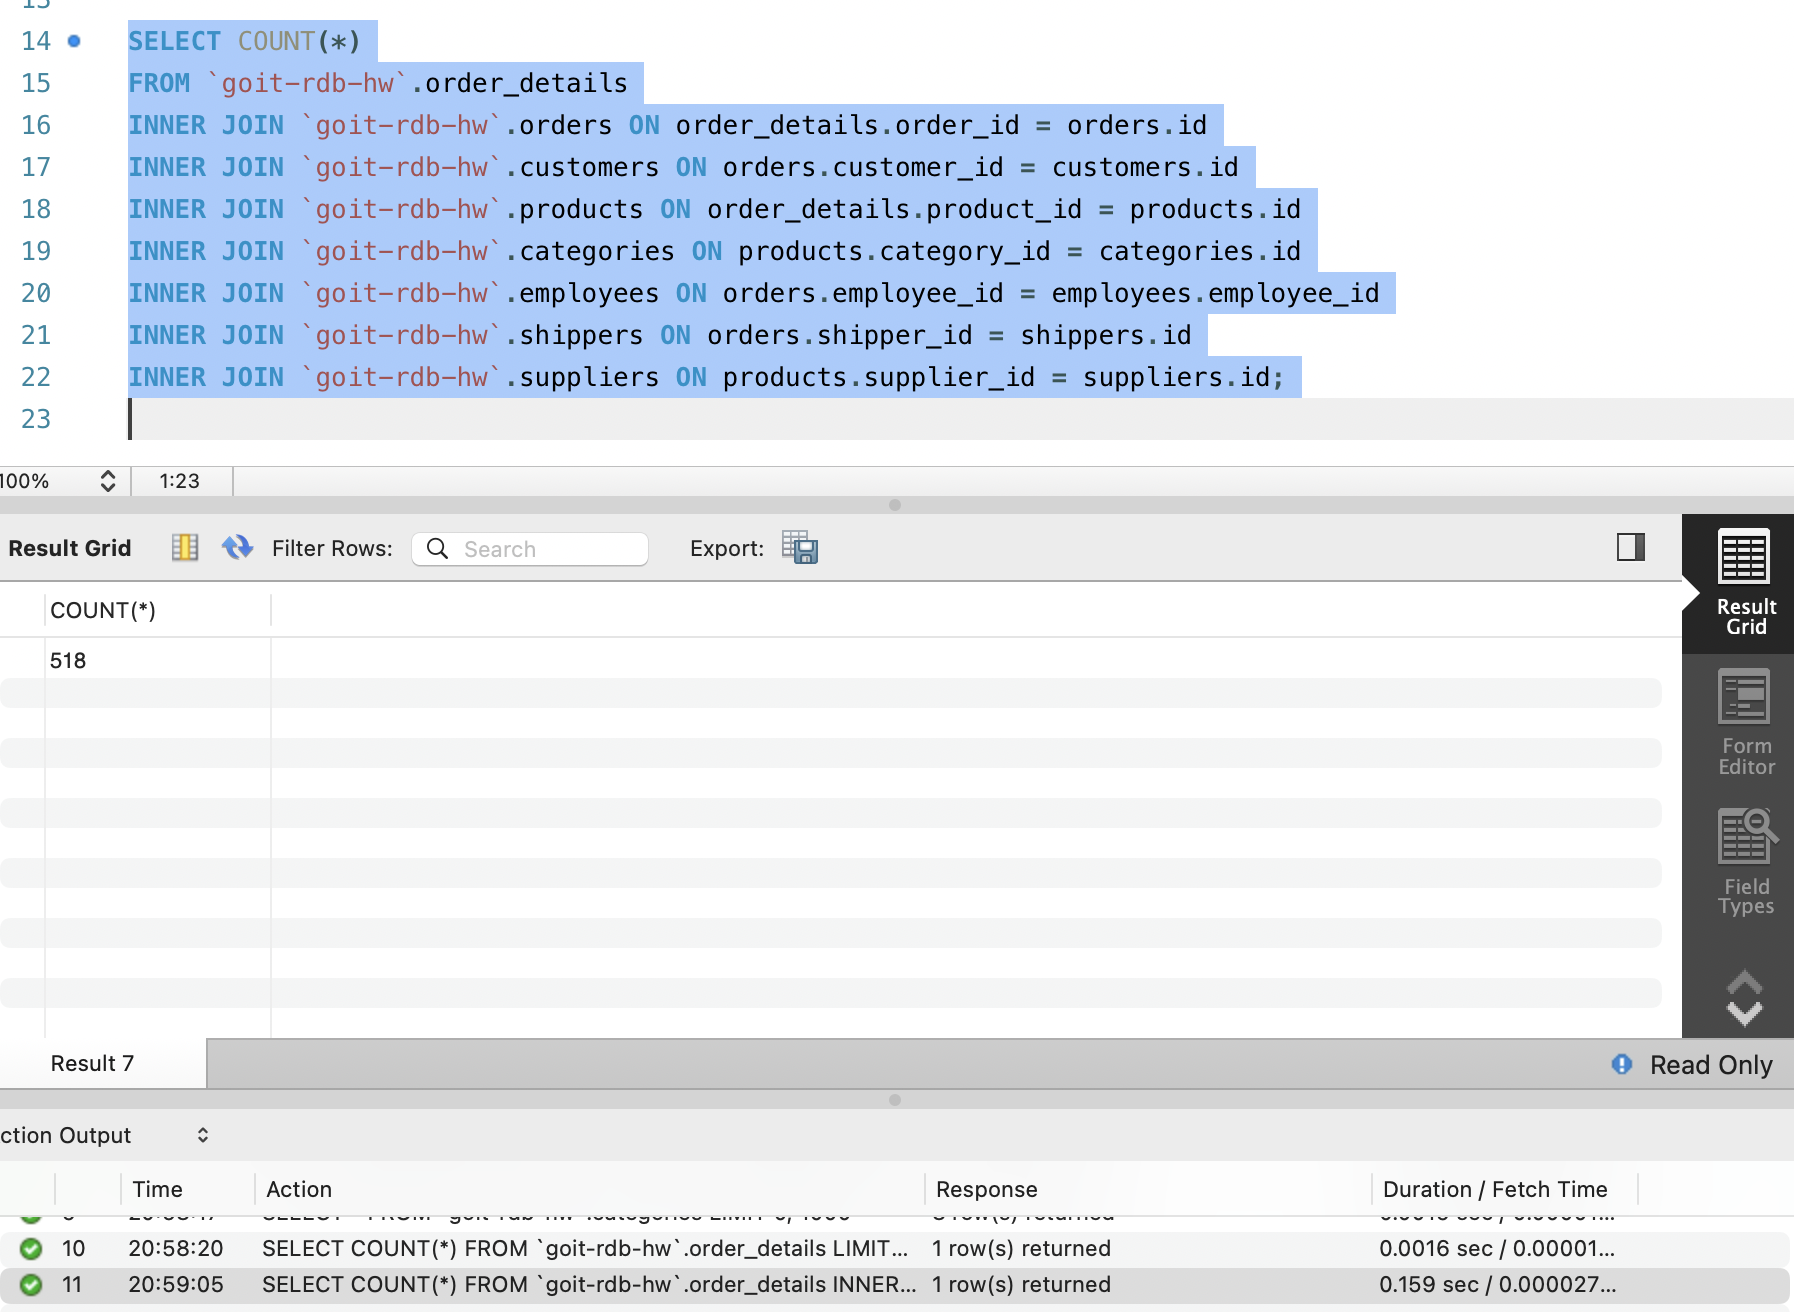 14 SELECT COUNT(*)
15 FROM `goit-rdb-hw`.order_details
16 INNER JOIN `goit-rdb-hw`.orders ON order_details.order_id = orders.id
17 INNER JOIN `goit-rdb-hw`.customers ON orders.customer_id = customers.id
18 INNER JOIN `goit-rdb-hw`.products ON order_details.product_id = products.id
19 INNER JOIN `goit-rdb-hw`.categories ON products.category_id = categories.id
20 INNER JOIN `goit-rdb-hw`.employees ON orders.employee_id = employees.employee_id
21 INNER JOIN `goit-rdb-hw`.shippers ON orders.shipper_id = shippers.id
22 INNER JOIN `goit-rdb-hw`.suppliers ON products.supplier_id = suppliers.id;
23
100% 1:23
Result Grid Filter Rows: Search Export:
COUNT(*)
518
Result
Grid
Form
Editor
Field
Types
Result 7 Read Only
ction Output
Time Action Response Duration / Fetch Time
10 20:58:20 SELECT COUNT(*) FROM `goit-rdb-hw`.order_details LIMIT... 1 row(s) returned 0.0016 sec / 0.00001...
11 20:59:05 SELECT COUNT(*) FROM `goit-rdb-hw`.order_details INNER... 1 row(s) returned 0.159 sec / 0.000027...